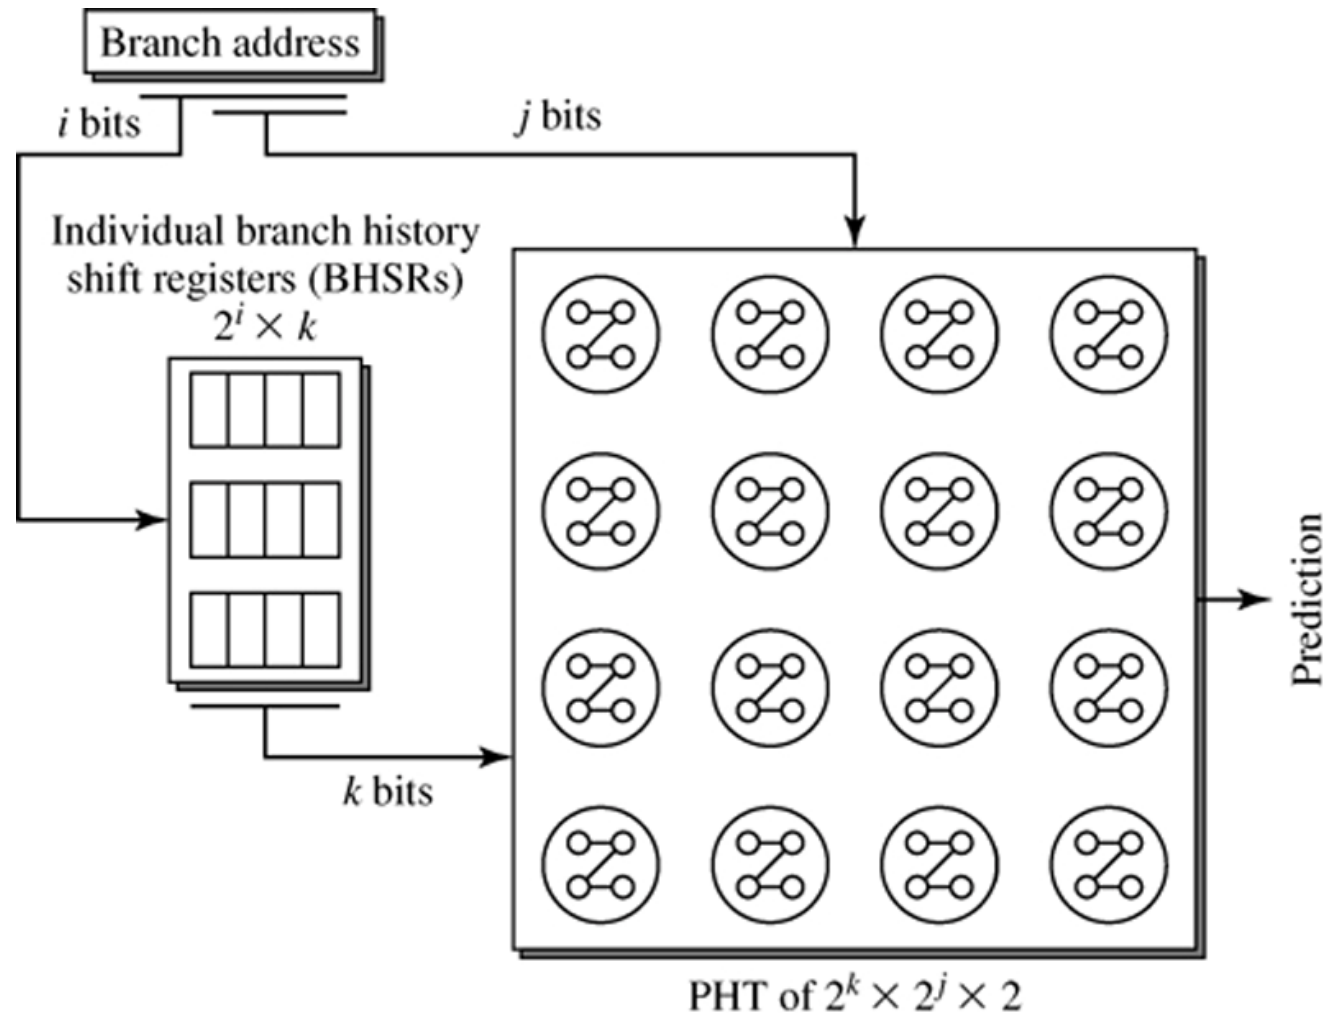 Branch address
i bits
j bits
Individual branch history
shift registers (BHSRs)
2^i × k
k bits
Prediction
PHT of 2^k × 2^j × 2